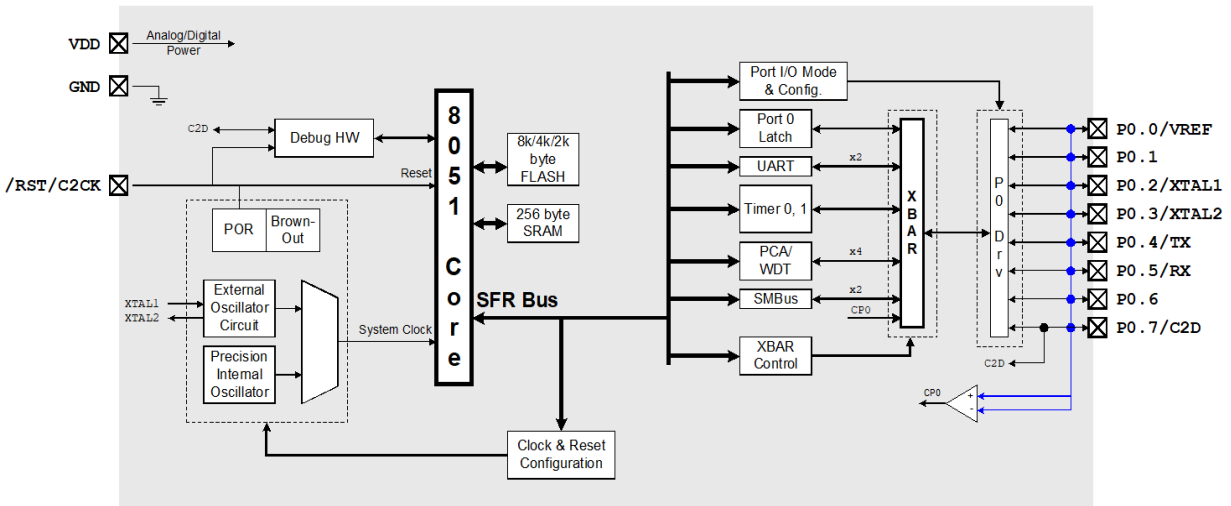 VDD
Analog/Digital
Power
GND
C2D
Debug HW
/RST/C2CK
Reset
POR
Brown-
Out
XTAL1
XTAL2
External
Oscillator
Circuit
Precision
Internal
Oscillator
System Clock
8
0
5
1
C
o
r
e
8k/4k/2k
byte
FLASH
256 byte
SRAM
SFR Bus
Clock & Reset
Configuration
Port I/O Mode
& Config.
Port 0
Latch
UART
x2
Timer 0, 1
PCA/
WDT
x4
SMBus
x2
CP0
XBAR
Control
X
B
A
R
P
0
D
r
v
P0.0/VREF
P0.1
P0.2/XTAL1
P0.3/XTAL2
P0.4/TX
P0.5/RX
P0.6
P0.7/C2D
C2D
CP0
+
-